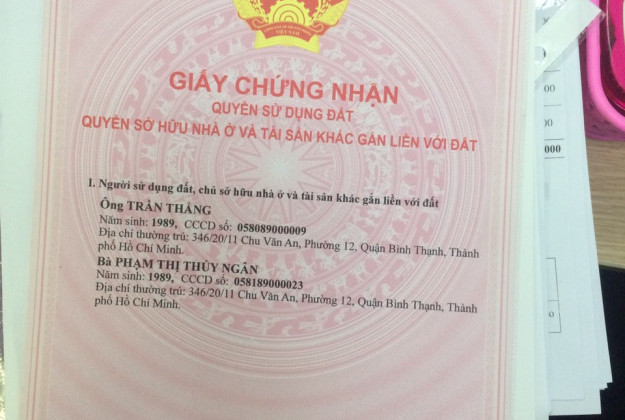 GIẤY CHỨNG NHẬN
QUYỀN SỬ DỤNG ĐẤT
QUYỀN SỞ HỮU NHÀ Ở VÀ TÀI SẢN KHÁC GẮN LIỀN VỚI ĐẤT
I. Người sử dụng đất, chủ sở hữu nhà ở và tài sản khác gắn liền với đất
Ông TRẦN THẮNG
Năm sinh: 1989, CCCD số: 058089000009
Địa chỉ thường trú: 346/20/11 Chu Văn An, Phường 12, Quận Bình Thạnh, Thành
phố Hồ Chí Minh.
Bà PHẠM THỊ THÙY NGÂN
Năm sinh: 1989, CCCD số: 058189000023
Địa chỉ thường trú: 346/20/11 Chu Văn An, Phường 12, Quận Bình Thạnh, Thành
phố Hồ Chí Minh.
00
00
000